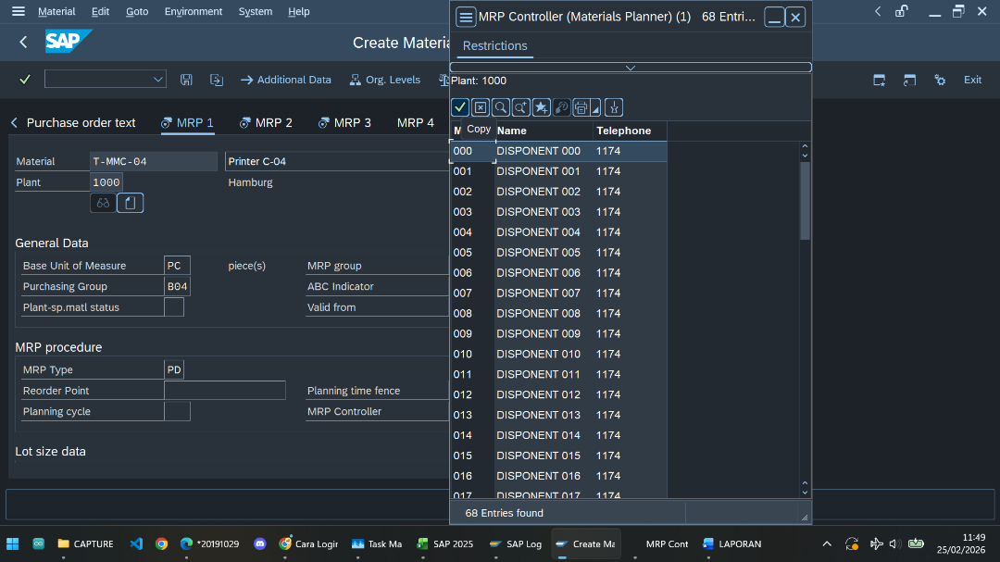 Material Edit Goto Environment System Help
SAP
Create Materia
Additional Data Org. Levels Exit
Purchase order text MRP 1 MRP 2 MRP 3 MRP 4
Material T-MMC-04 Printer C-04
Plant 1000 Hamburg
General Data
Base Unit of Measure PC piece(s) MRP group
Purchasing Group B04 ABC Indicator
Plant-sp.matl status Valid from
MRP procedure
MRP Type PD
Reorder Point Planning time fence
Planning cycle MRP Controller
Lot size data
MRP Controller (Materials Planner) (1) 68 Entri...
Restrictions
Plant: 1000
M Copy Name Telephone
000 DISPONENT 000 1174
001 DISPONENT 001 1174
002 DISPONENT 002 1174
003 DISPONENT 003 1174
004 DISPONENT 004 1174
005 DISPONENT 005 1174
006 DISPONENT 006 1174
007 DISPONENT 007 1174
008 DISPONENT 008 1174
009 DISPONENT 009 1174
010 DISPONENT 010 1174
011 DISPONENT 011 1174
012 DISPONENT 012 1174
013 DISPONENT 013 1174
014 DISPONENT 014 1174
015 DISPONENT 015 1174
016 DISPONENT 016 1174
017 DISPONENT 017 1174
68 Entries found
CAPTURE *20191029 Cara Logir Task Ma SAP 2025 SAP Log Create Ma MRP Cont LAPORAN
11:49
25/02/2026